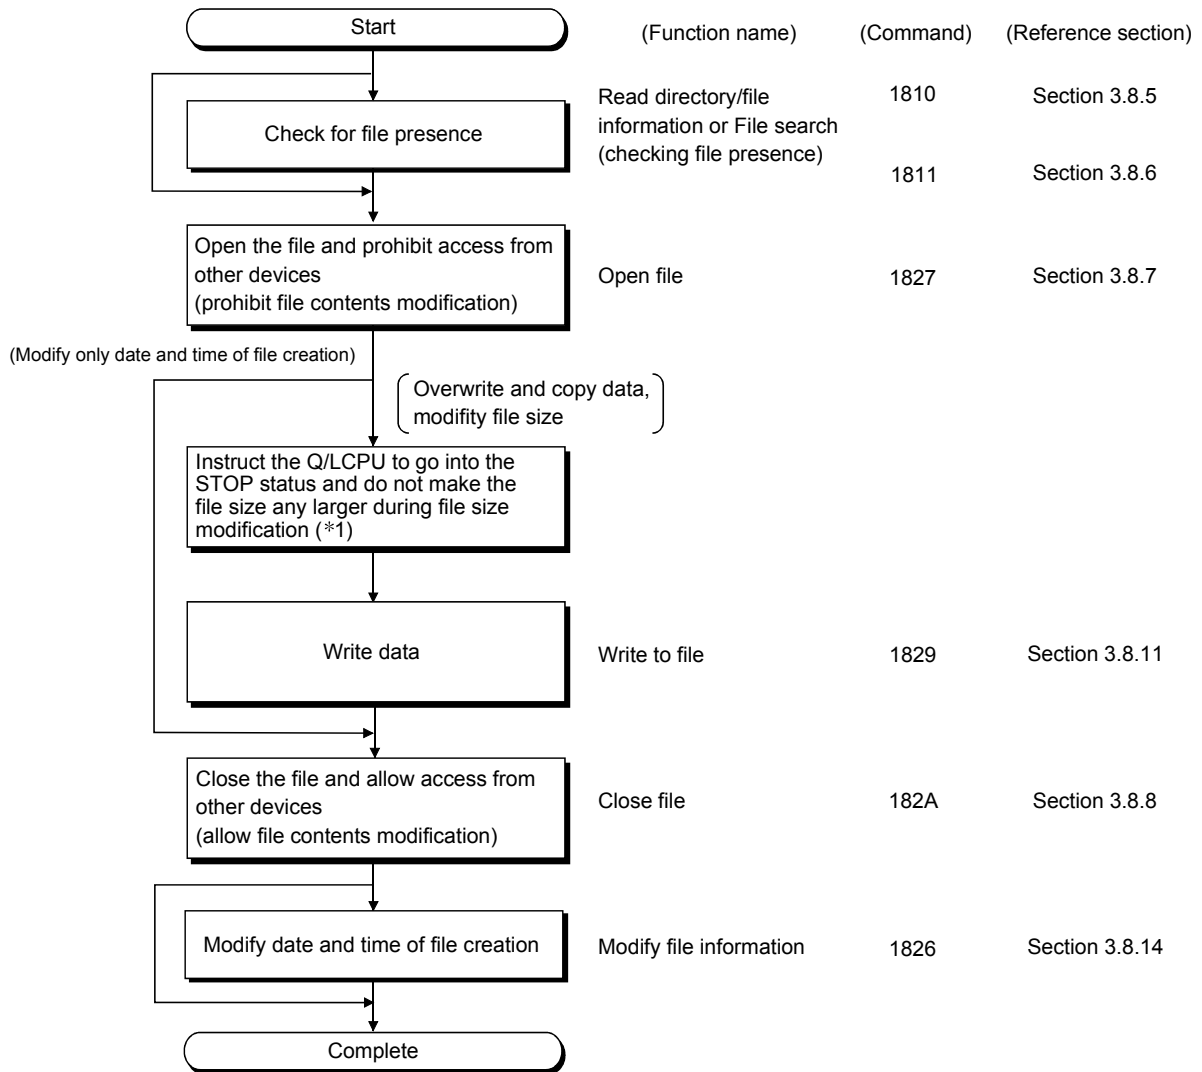 Start
(Function name)
(Command)
(Reference section)
Check for file presence
Read directory/file
information or File search
(checking file presence)
1810
Section 3.8.5
1811
Section 3.8.6
Open the file and prohibit access from
other devices
(prohibit file contents modification)
Open file
1827
Section 3.8.7
(Modify only date and time of file creation)
Overwrite and copy data,
modifity file size
Instruct the Q/LCPU to go into the
STOP status and do not make the
file size any larger during file size
modification (*1)
Write data
Write to file
1829
Section 3.8.11
Close the file and allow access from
other devices
(allow file contents modification)
Close file
182A
Section 3.8.8
Modify date and time of file creation
Modify file information
1826
Section 3.8.14
Complete